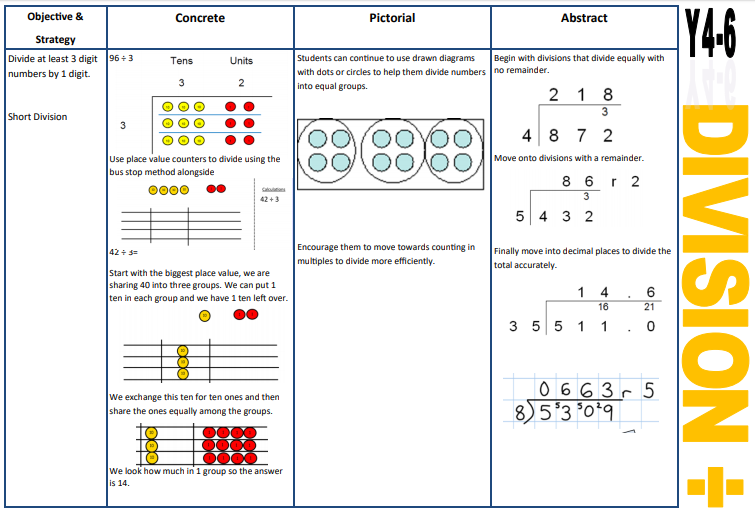 Objective &
Strategy
Concrete
Pictorial
Abstract
Y4-6
DIVISION ÷
Divide at least 3 digit
numbers by 1 digit.
Short Division
96 ÷ 3
Tens Units
3 2
3
Use place value counters to divide using the
bus stop method alongside
Calculations
42 ÷ 3
42 ÷ 3=
Start with the biggest place value, we are
sharing 40 into three groups. We can put 1
ten in each group and we have 1 ten left over.
We exchange this ten for ten ones and then
share the ones equally among the groups.
We look how much in 1 group so the answer
is 14.
Students can continue to use drawn diagrams
with dots or circles to help them divide numbers
into equal groups.
Encourage them to move towards counting in
multiples to divide more efficiently.
Begin with divisions that divide equally with
no remainder.
2 1 8
3
4 8 7 2
Move onto divisions with a remainder.
8 6 r 2
3
5 4 3 2
Finally move into decimal places to divide the
total accurately.
1 4 . 6
16 21
3 5 5 1 1 . 0
0 6 6 3 r 5
8) 5 ⁵3 ⁵0 ²9